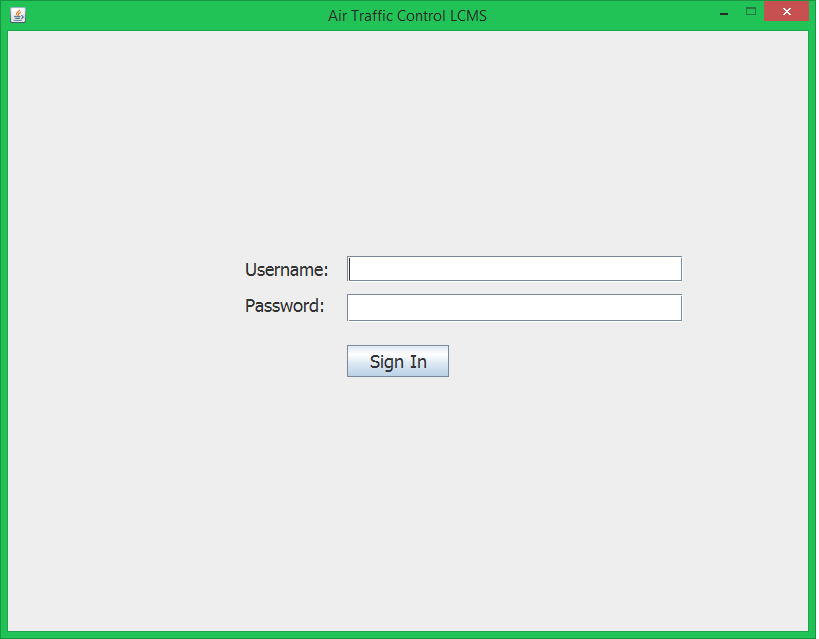 Air Traffic Control LCMS
Username:
Password:
Sign In